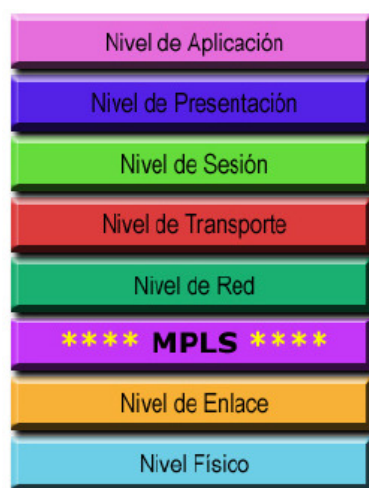 Nivel de Aplicación
Nivel de Presentación
Nivel de Sesión
Nivel de Transporte
Nivel de Red
**** MPLS ****
Nivel de Enlace
Nivel Físico